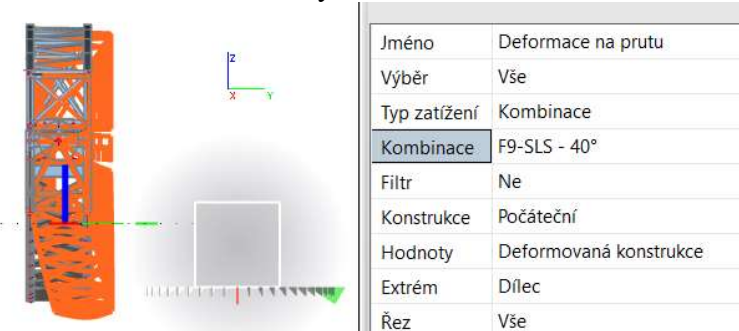 Z
X Y
Jméno Deformace na prutu
Výběr Vše
Typ zatížení Kombinace
Kombinace F9-SLS - 40°
Filtr Ne
Konstrukce Počáteční
Hodnoty Deformovaná konstrukce
Extrém Dílec
Řez Vše